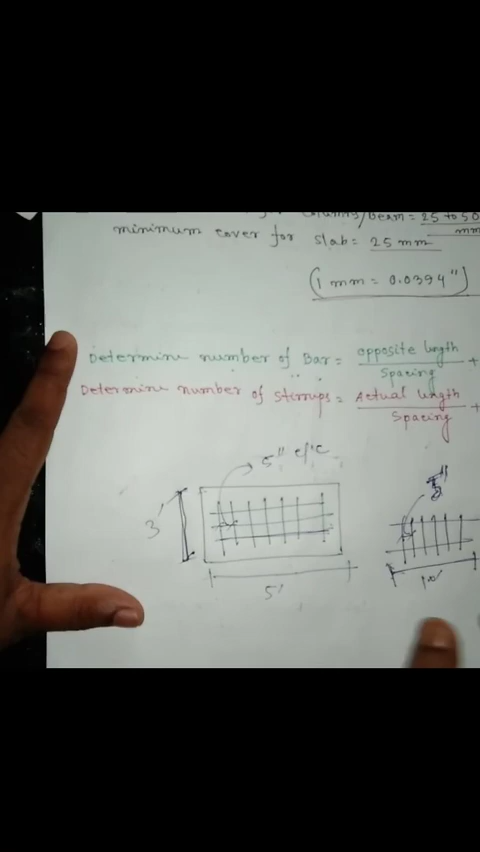 Column/Beam = 25 to 50 mm
minimum cover for slab = 25 mm
(1 mm = 0.0394")
Determine number of Bar = opposite length / Spacing +
Determine number of Stirrups = Actual length / Spacing +
5" c/c
3'
5'
10'